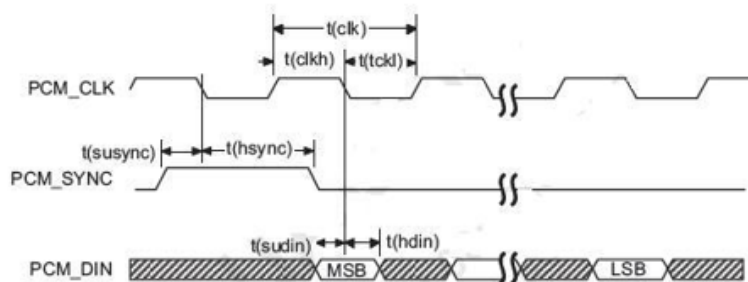 t(clk)
t(clkh) t(tckl)
PCM_CLK
t(susync) t(hsync)
PCM_SYNC
t(sudin) t(hdin)
PCM_DIN MSB LSB